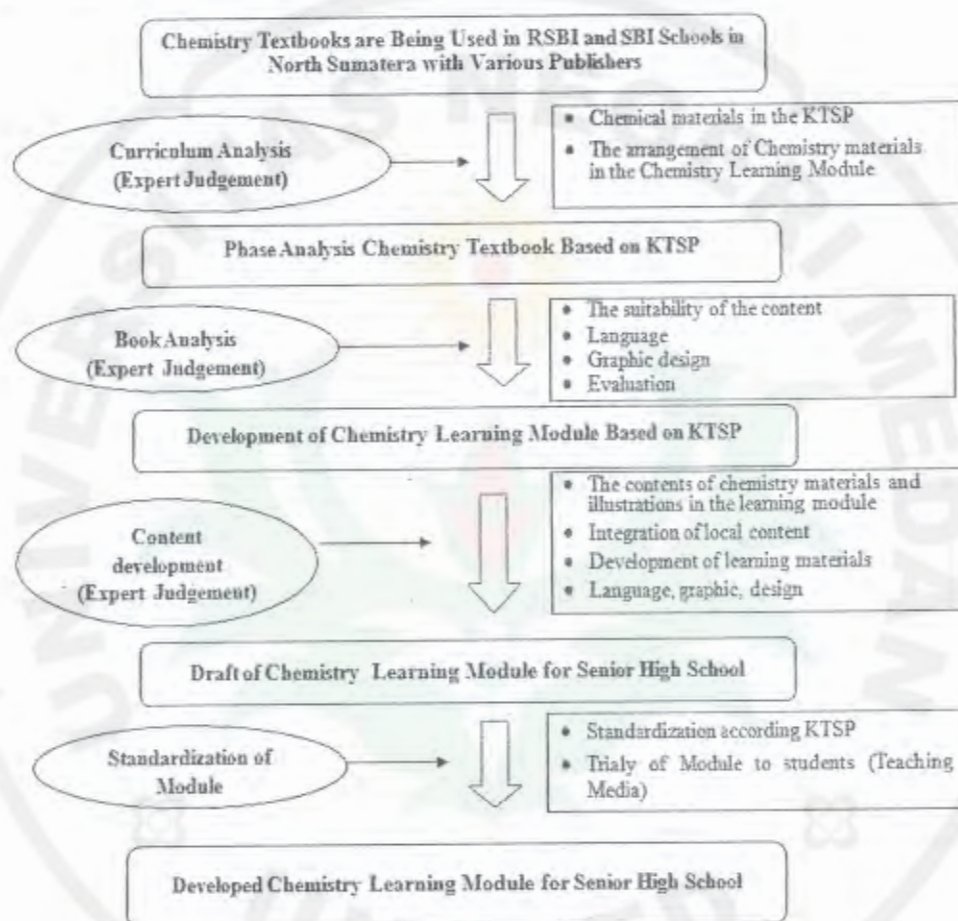 Chemistry Textbooks are Being Used in RSBI and SBI Schools in
North Sumatera with Various Publishers
Curriculum Analysis
(Expert Judgement)
• Chemical materials in the KTSP
• The arrangement of Chemistry materials
in the Chemistry Learning Module
Phase Analysis Chemistry Textbook Based on KTSP
Book Analysis
(Expert Judgement)
• The suitability of the content
• Language
• Graphic design
• Evaluation
Development of Chemistry Learning Module Based on KTSP
Content
development
(Expert Judgement)
• The contents of chemistry materials and
illustrations in the learning module
• Integration of local content
• Development of learning materials
• Language, graphic, design
Draft of Chemistry Learning Module for Senior High School
Standardization of
Module
• Standardization according KTSP
• Trialy of Module to students (Teaching
Media)
Developed Chemistry Learning Module for Senior High School
UNIVERSITAS NEGERI MEDAN